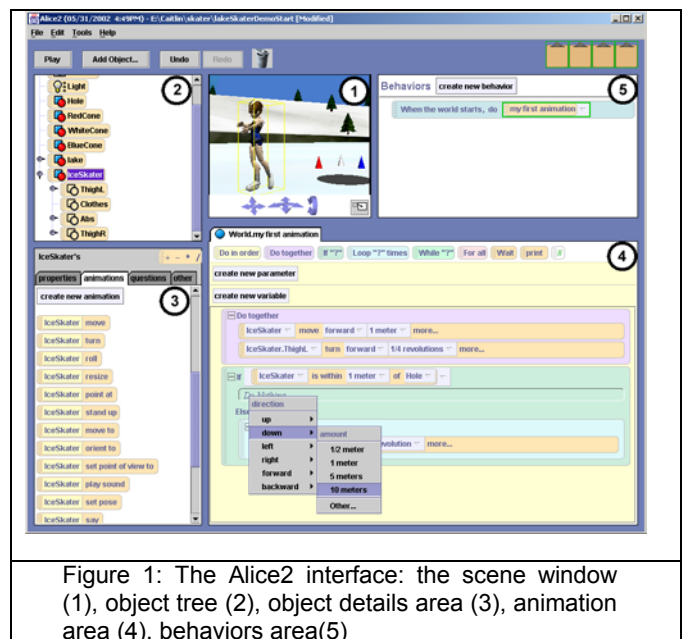 Alice2 (05/31/2002 4:49PM) - E:\Caitlin\skater\lakeSkaterDemoStart [Modified]
File Edit Tools Help
Play Add Object... Undo Redo
Light
Hole
RedCone
WhiteCone
BlueCone
lake
IceSkater
ThighL
Clothes
Abs
ThighR
2
1
Behaviors create new behavior
5
When the world starts, do my first animation
IceSkater's
+ - * /
properties animations questions other
create new animation
3
IceSkater move
IceSkater turn
IceSkater roll
IceSkater resize
IceSkater point at
IceSkater stand up
IceSkater move to
IceSkater orient to
IceSkater set point of view to
IceSkater play sound
IceSkater set pose
IceSkater say
World.my first animation
4
Do in order Do together If "?" Loop "?" times While "?" For all Wait print //
create new parameter
create new variable
Do together
IceSkater move forward 1 meter more...
IceSkater.ThighL turn forward 1/4 revolutions more...
If IceSkater is within 1 meter of Hole
Do Nothing
Else
direction
up
down
left
right
forward
backward
amount
1/2 meter
1 meter
5 meters
10 meters
Other...
revolution more...
Figure 1: The Alice2 interface: the scene window
(1), object tree (2), object details area (3), animation
area (4), behaviors area(5)